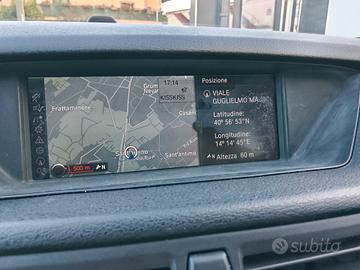 17:14
KISSKISS
Posizione
VIALE
GUGLIELMO MA
Latitudine:
40° 56' 53"N
Longitudine:
14° 14' 45"E
Altezza 60 m
Frattaminore
Grum
Nevan
Casori
Sant'antimo
500 m
N
subito